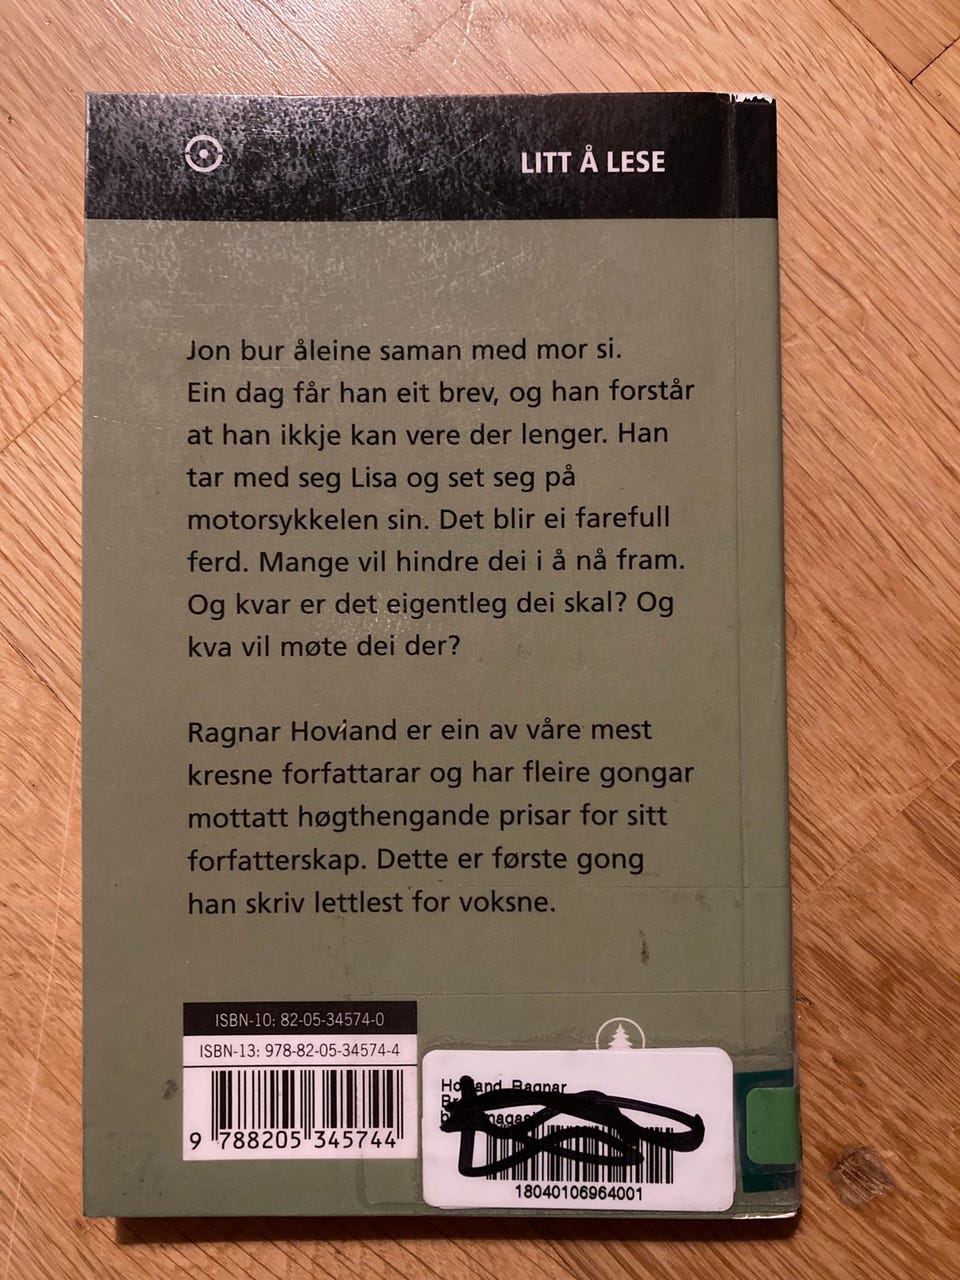 LITT Å LESE
Jon bur åleine saman med mor si.
Ein dag får han eit brev, og han forstår
at han ikkje kan vere der lenger. Han
tar med seg Lisa og set seg på
motorsykkelen sin. Det blir ei farefull
ferd. Mange vil hindre dei i å nå fram.
Og kvar er det eigentleg dei skal? Og
kva vil møte dei der?
Ragnar Hovland er ein av våre mest
kresne forfattarar og har fleire gongar
mottatt høgthengande prisar for sitt
forfatterskap. Dette er første gong
han skriv lettlest for voksne.
ISBN-10: 82-05-34574-0
ISBN-13: 978-82-05-34574-4
9 788205 345744
Hovland, Ragnar
18040106964001